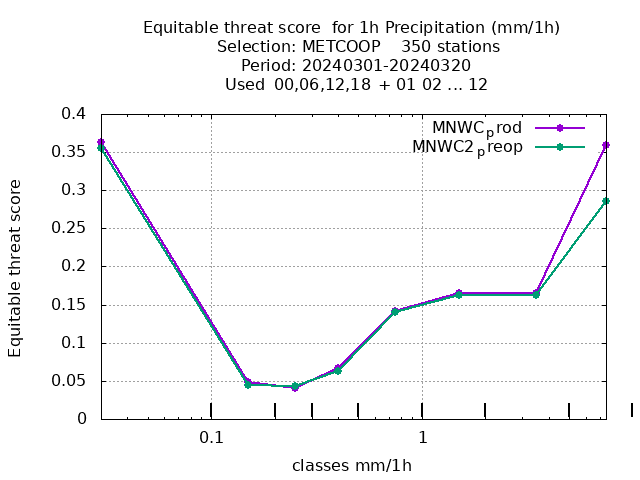 Equitable threat score  for 1h Precipitation (mm/1h)
Selection: METCOOP    350 stations
Period: 20240301-20240320
Used  00,06,12,18 + 01 02 ... 12
0.4
MNWCprod
0.35
MNWC2preop
0.3
0.25
0.2
0.15
0.1
0.05
0
Equitable threat score
0.1
1
classes mm/1h